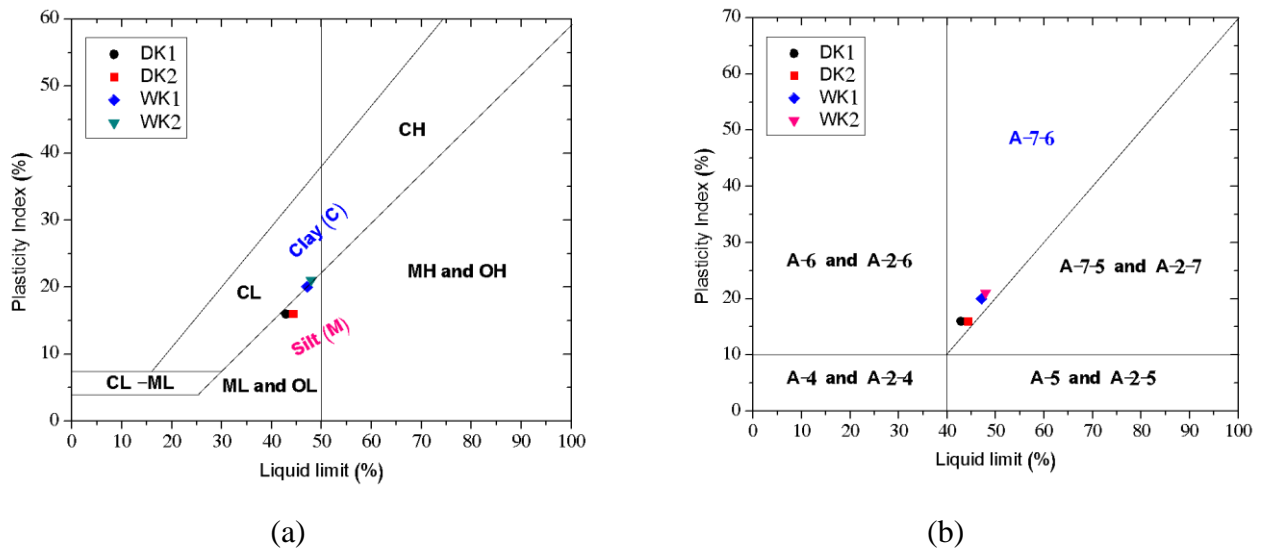 60
50
40
30
20
10
0
Plasticity Index (%)
DK1
DK2
WK1
WK2
CH
Clay (C)
MH and OH
CL
Silt (M)
CL -ML
ML and OL
0 10 20 30 40 50 60 70 80 90 100
Liquid limit (%)
(a)
70
60
50
40
30
20
10
0
Plasticity Index (%)
DK1
DK2
WK1
WK2
A-7-6
A-6 and A-2-6
A-7-5 and A-2-7
A-4 and A-2-4
A-5 and A-2-5
0 10 20 30 40 50 60 70 80 90 100
Liquid limit (%)
(b)